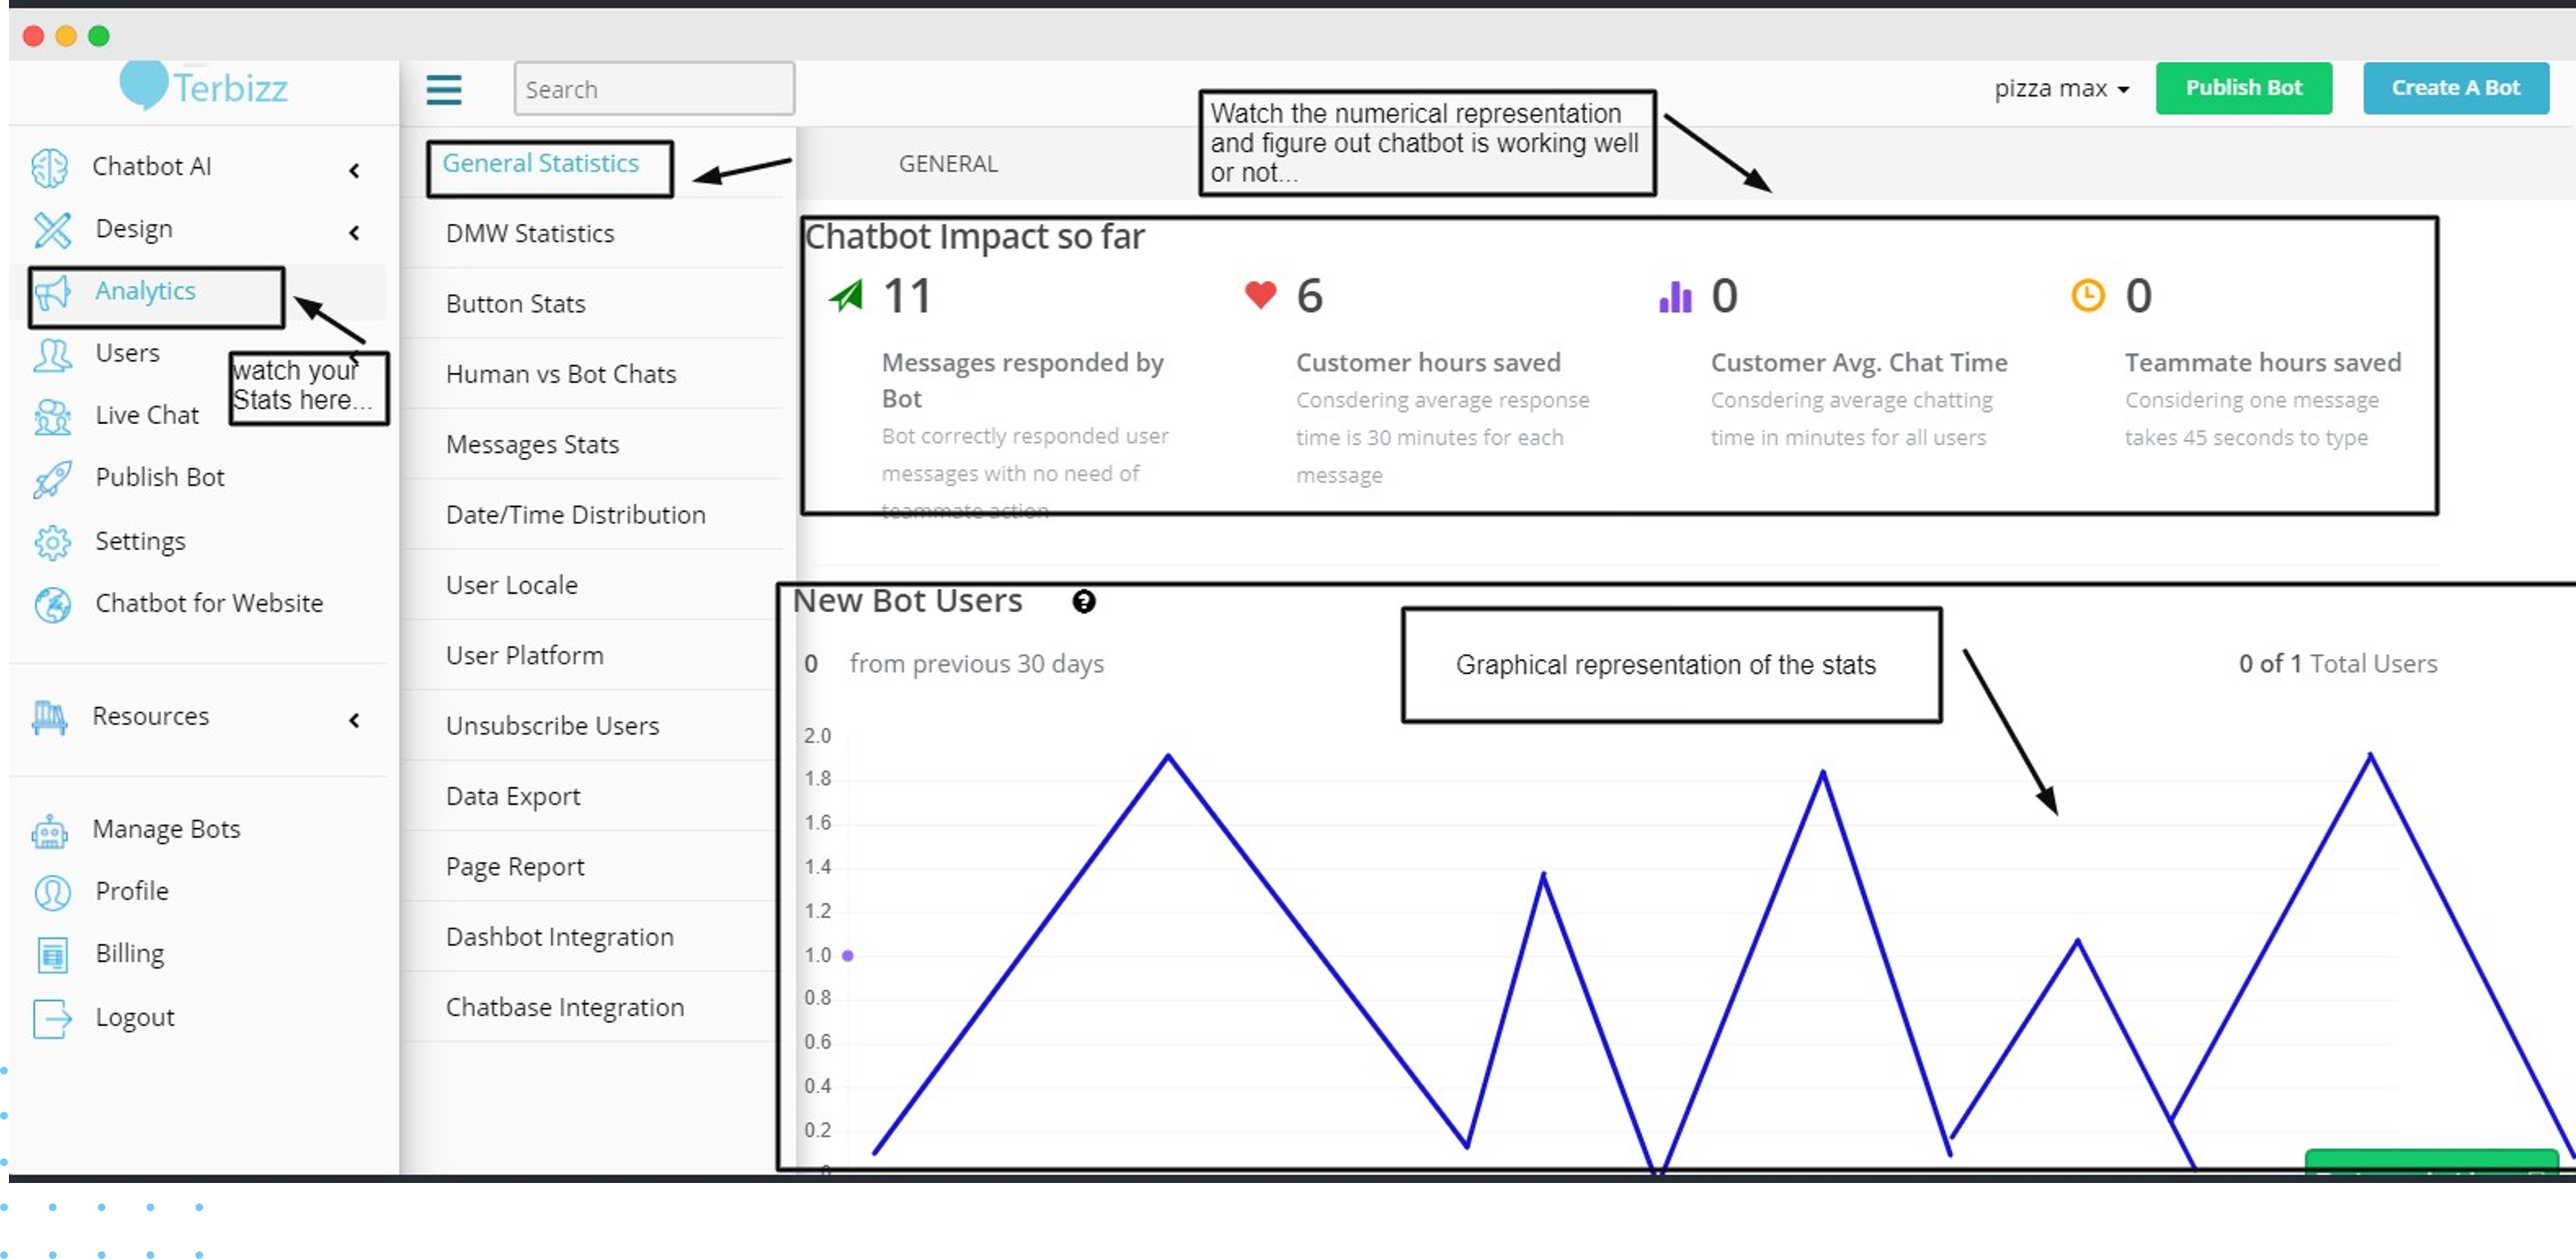 Terbizz
Search
pizza max
Publish Bot
Create A Bot
Chatbot AI
Design
Analytics
Users
watch your
Stats here...
Live Chat
Publish Bot
Settings
Chatbot for Website
Resources
Manage Bots
Profile
Billing
Logout
General Statistics
DMW Statistics
Button Stats
Human vs Bot Chats
Messages Stats
Date/Time Distribution
User Locale
User Platform
Unsubscribe Users
Data Export
Page Report
Dashbot Integration
Chatbase Integration
GENERAL
Watch the numerical representation
and figure out chatbot is working well
or not...
Chatbot Impact so far
11
Messages responded by
Bot
Bot correctly responded user
messages with no need of
teammate action
6
Customer hours saved
Consdering average response
time is 30 minutes for each
message
0
Customer Avg. Chat Time
Consdering average chatting
time in minutes for all users
0
Teammate hours saved
Considering one message
takes 45 seconds to type
New Bot Users
0 from previous 30 days
Graphical representation of the stats
0 of 1 Total Users
2.0
1.8
1.6
1.4
1.2
1.0
0.8
0.6
0.4
0.2